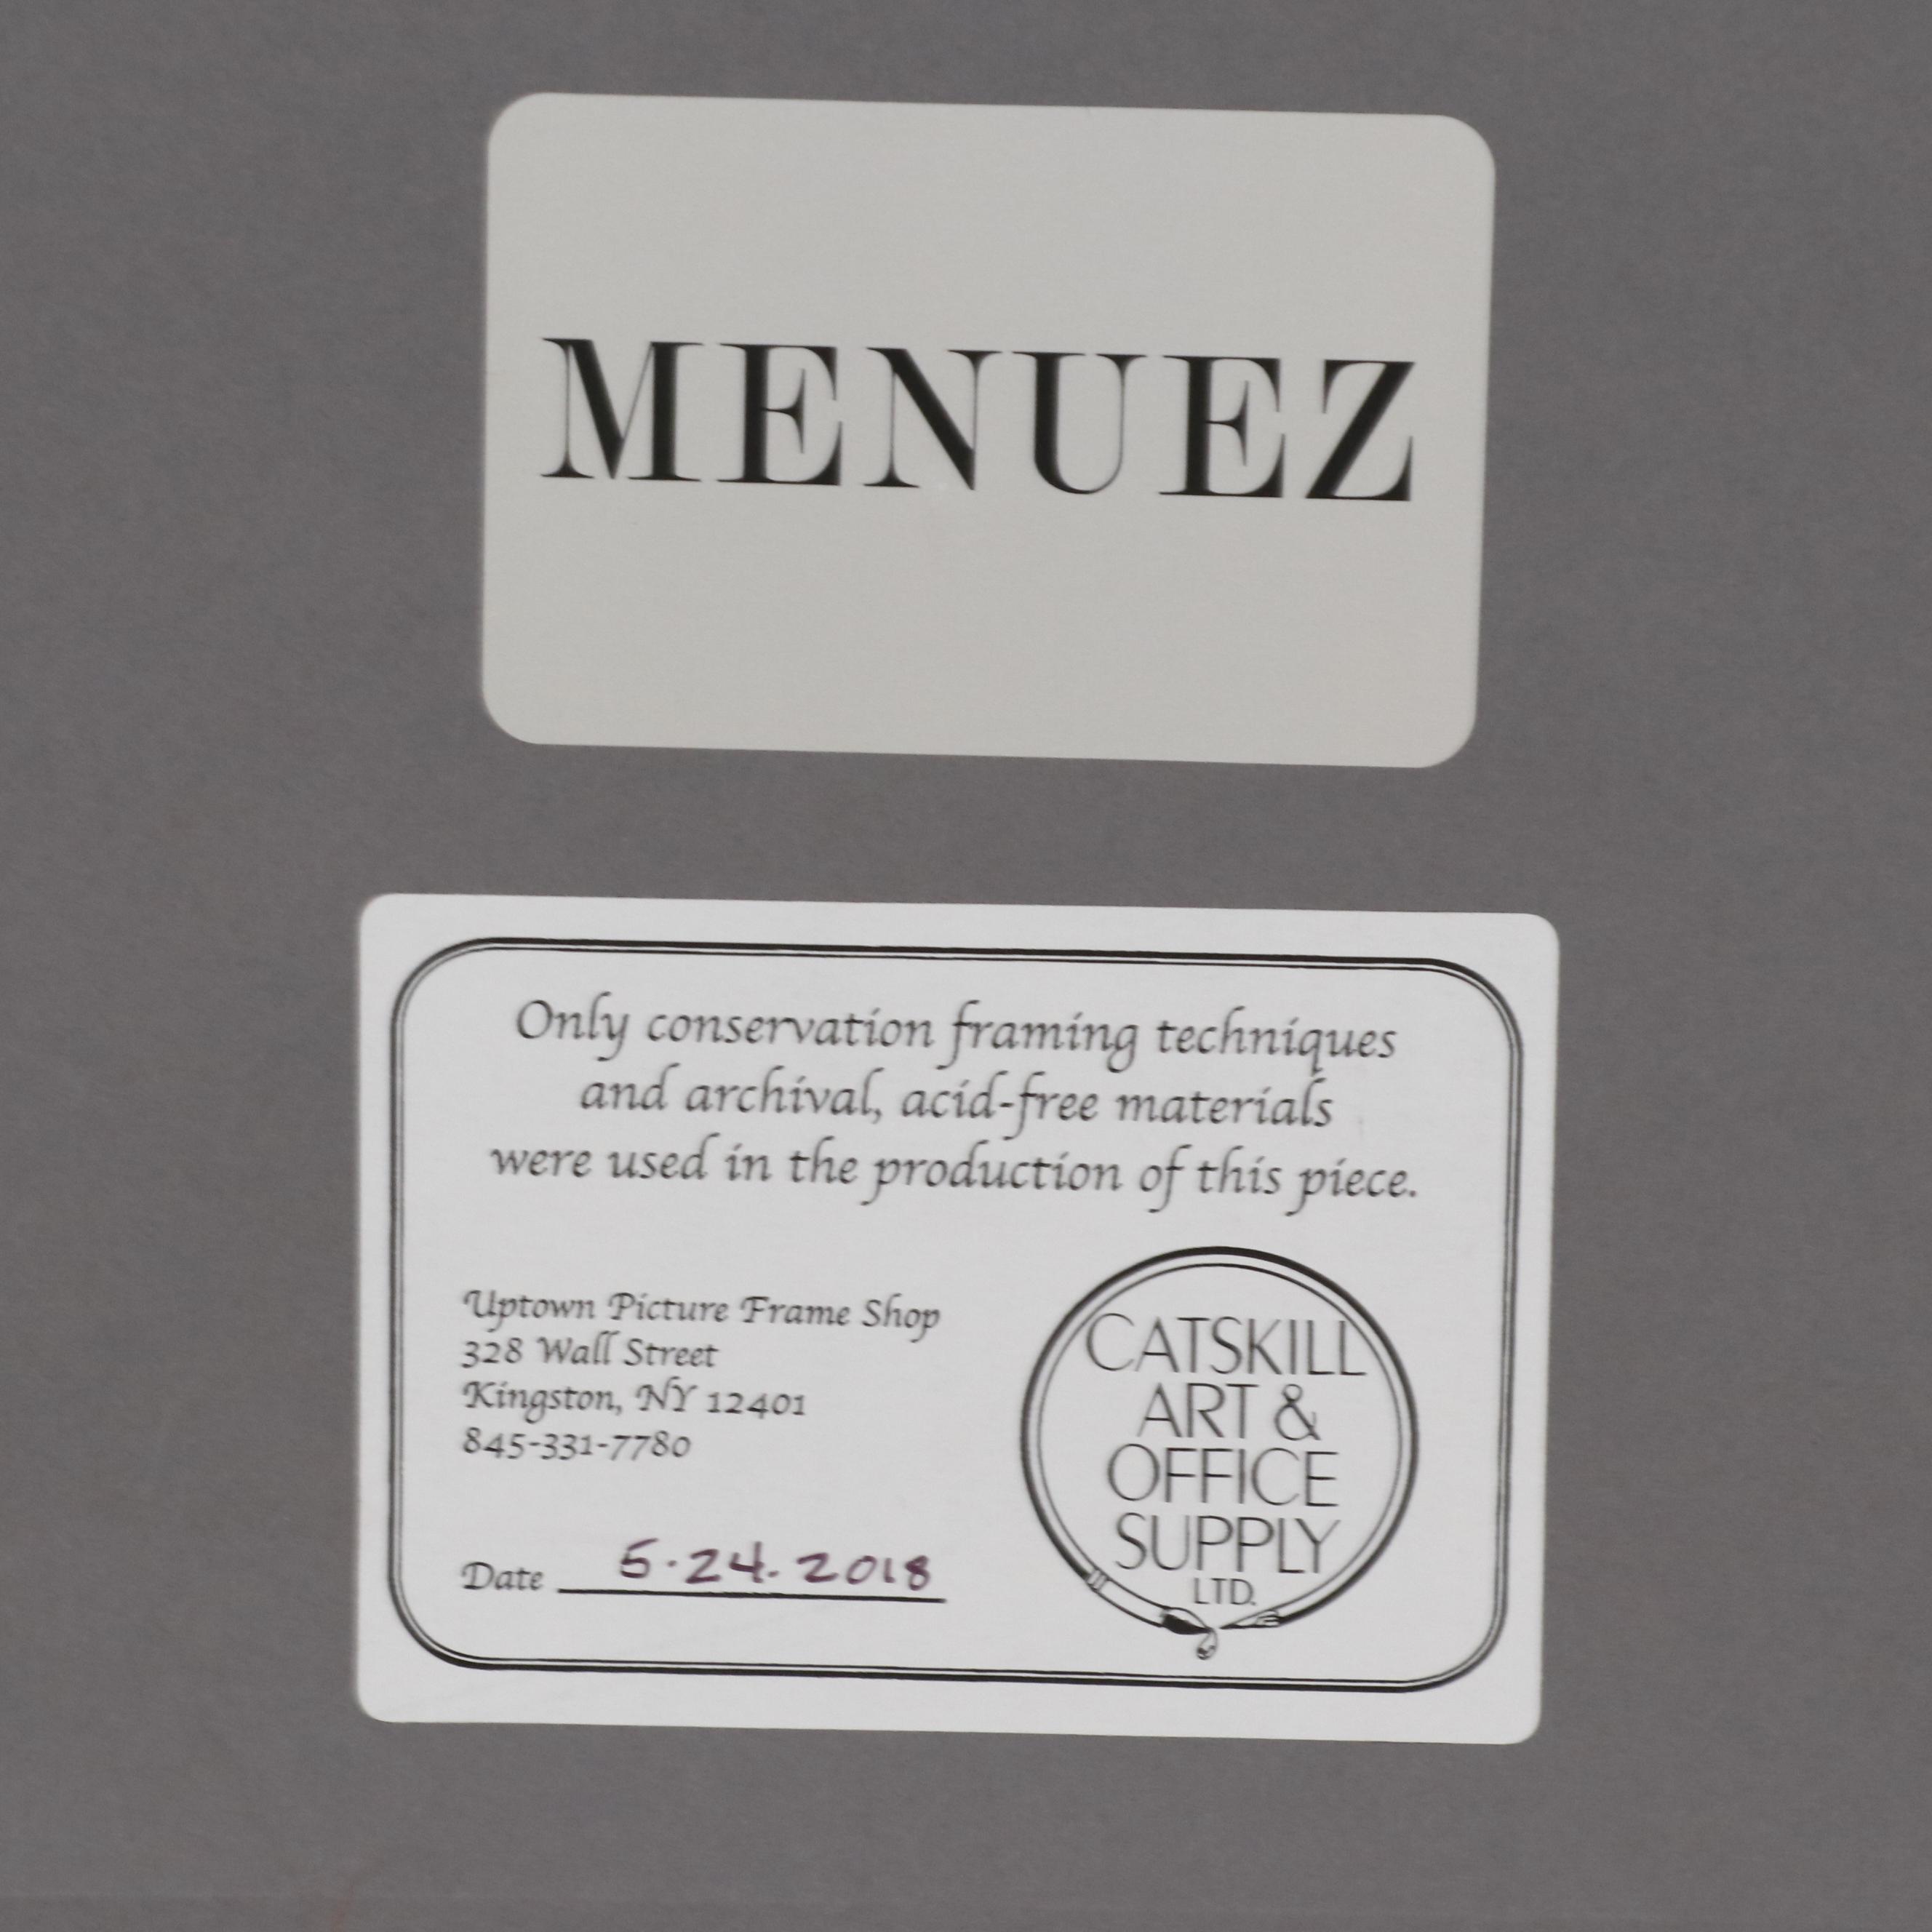 MENUEZ
Only conservation framing techniques
and archival, acid-free materials
were used in the production of this piece.
Uptown Picture Frame Shop
328 Wall Street
Kingston, NY 12401
845-331-7780
Date 5·24·2018
CATSKILL
ART &
OFFICE
SUPPLY
LTD.